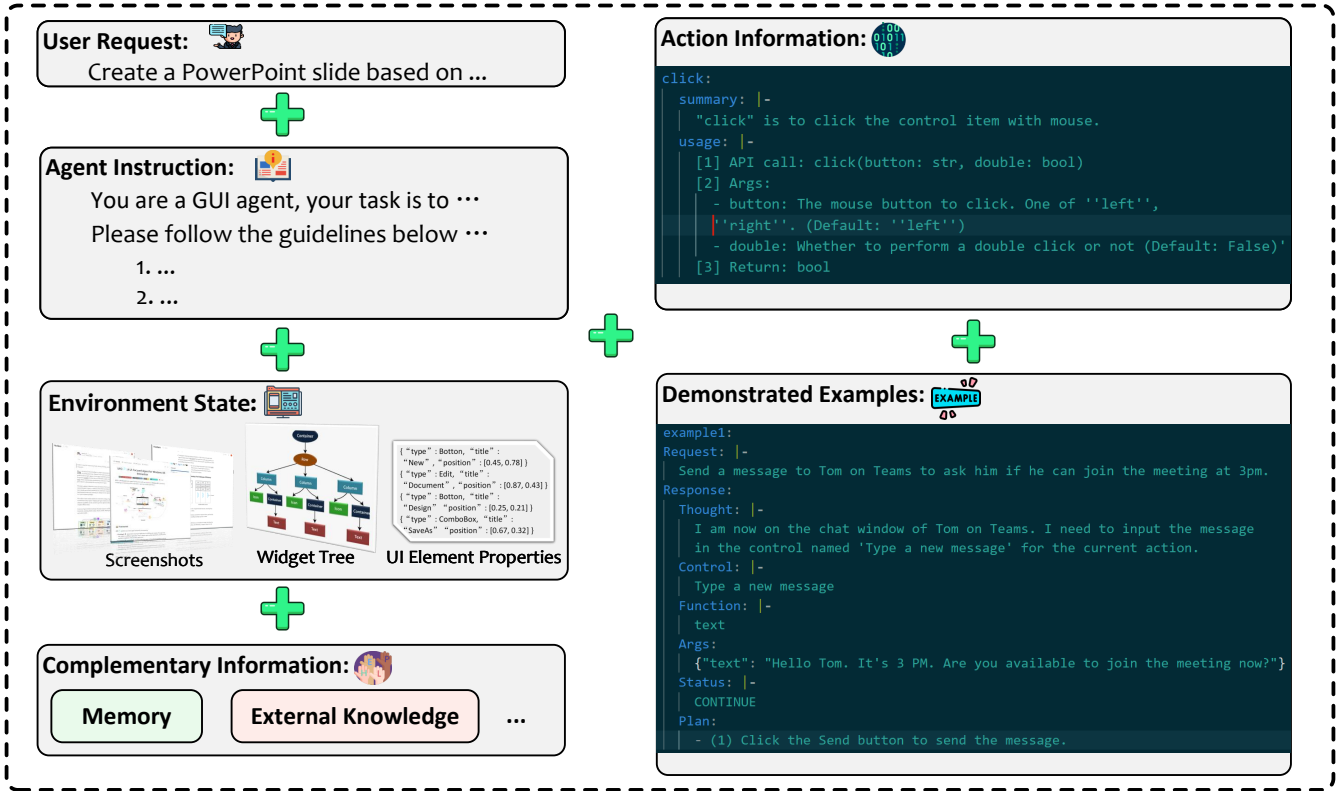 User Request:
Create a PowerPoint slide based on ...
Agent Instruction:
You are a GUI agent, your task is to ···
Please follow the guidelines below ···
1. ...
2. ...
Environment State:
Container
Row
Column
Column
Column
Text
Text
Text
{“type” : Botton, “title” :
“New” , “position” : [0.45, 0.78] }
{ “type” : Edit, “title” :
“Document” , “position” : [0.87, 0.43] }
{ “type” : Botton, “title” :
“Design” “position” : [0.25, 0.21] }
{ “type” : ComboBox, “title” :
“SaveAs” “position” : [0.67, 0.32] }
Screenshots
Widget Tree
UI Element Properties
Complementary Information:
Memory
External Knowledge
...
Action Information:
click:
summary: |-
"click" is to click the control item with mouse.
usage: |-
[1] API call: click(button: str, double: bool)
[2] Args:
- button: The mouse button to click. One of ''left'',
''right''. (Default: ''left'')
- double: Whether to perform a double click or not (Default: False)'
[3] Return: bool
Demonstrated Examples:
EXAMPLE
example1:
Request: |-
Send a message to Tom on Teams to ask him if he can join the meeting at 3pm.
Response:
Thought: |-
I am now on the chat window of Tom on Teams. I need to input the message
in the control named 'Type a new message' for the current action.
Control: |-
Type a new message
Function: |-
text
Args:
{"text": "Hello Tom. It's 3 PM. Are you available to join the meeting now?"}
Status: |-
CONTINUE
Plan:
- (1) Click the Send button to send the message.